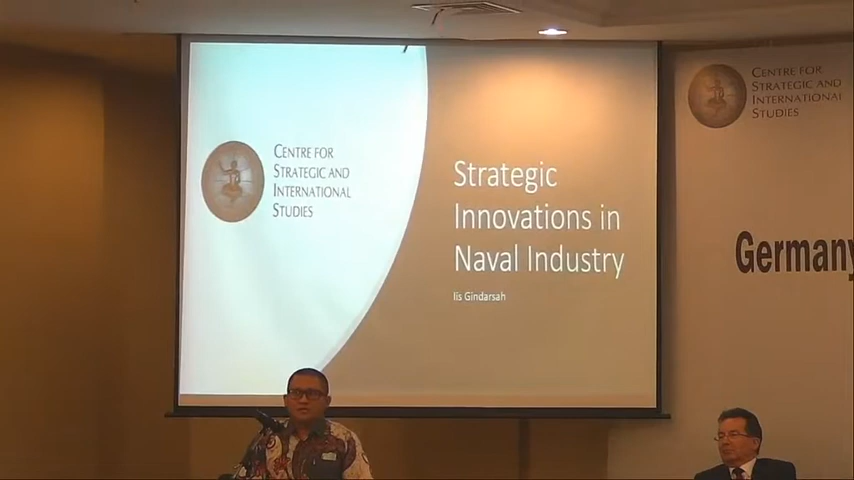 CENTRE FOR
STRATEGIC AND
INTERNATIONAL
STUDIES
Strategic
Innovations in
Naval Industry
Iis Gindarsah
CENTRE FOR
STRATEGIC AND
INTERNATIONAL
STUDIES
Germany